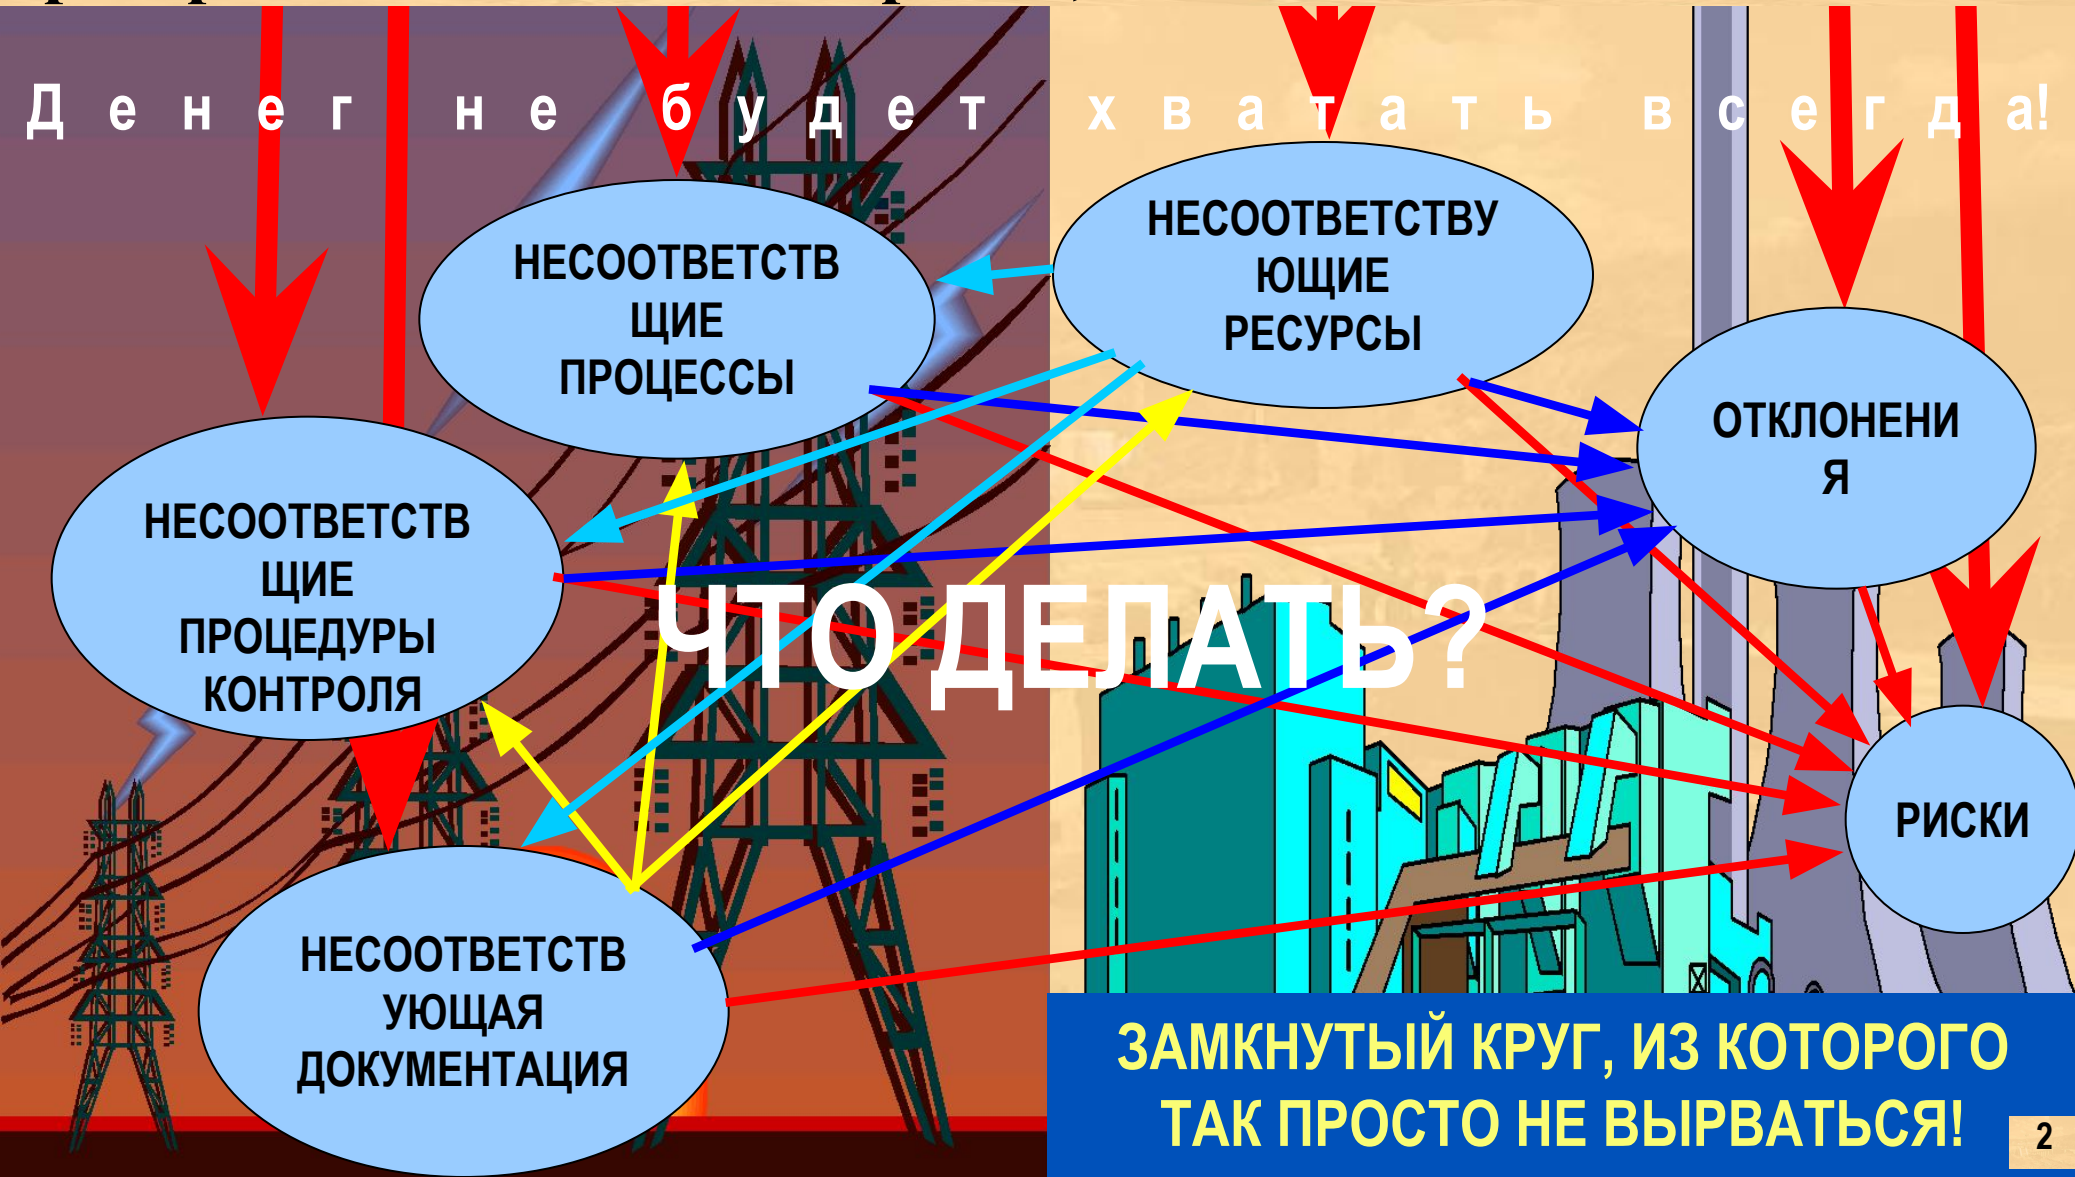 Денег не будет хватать всегда!
НЕСООТВЕТСТВ
ЩИЕ
ПРОЦЕССЫ
НЕСООТВЕТСТВУ
ЮЩИЕ
РЕСУРСЫ
ОТКЛОНЕНИ
Я
НЕСООТВЕТСТВ
ЩИЕ
ПРОЦЕДУРЫ
КОНТРОЛЯ
ЧТО ДЕЛАТЬ?
РИСКИ
НЕСООТВЕТСТВ
УЮЩАЯ
ДОКУМЕНТАЦИЯ
ЗАМКНУТЫЙ КРУГ, ИЗ КОТОРОГО
ТАК ПРОСТО НЕ ВЫРВАТЬСЯ!
2